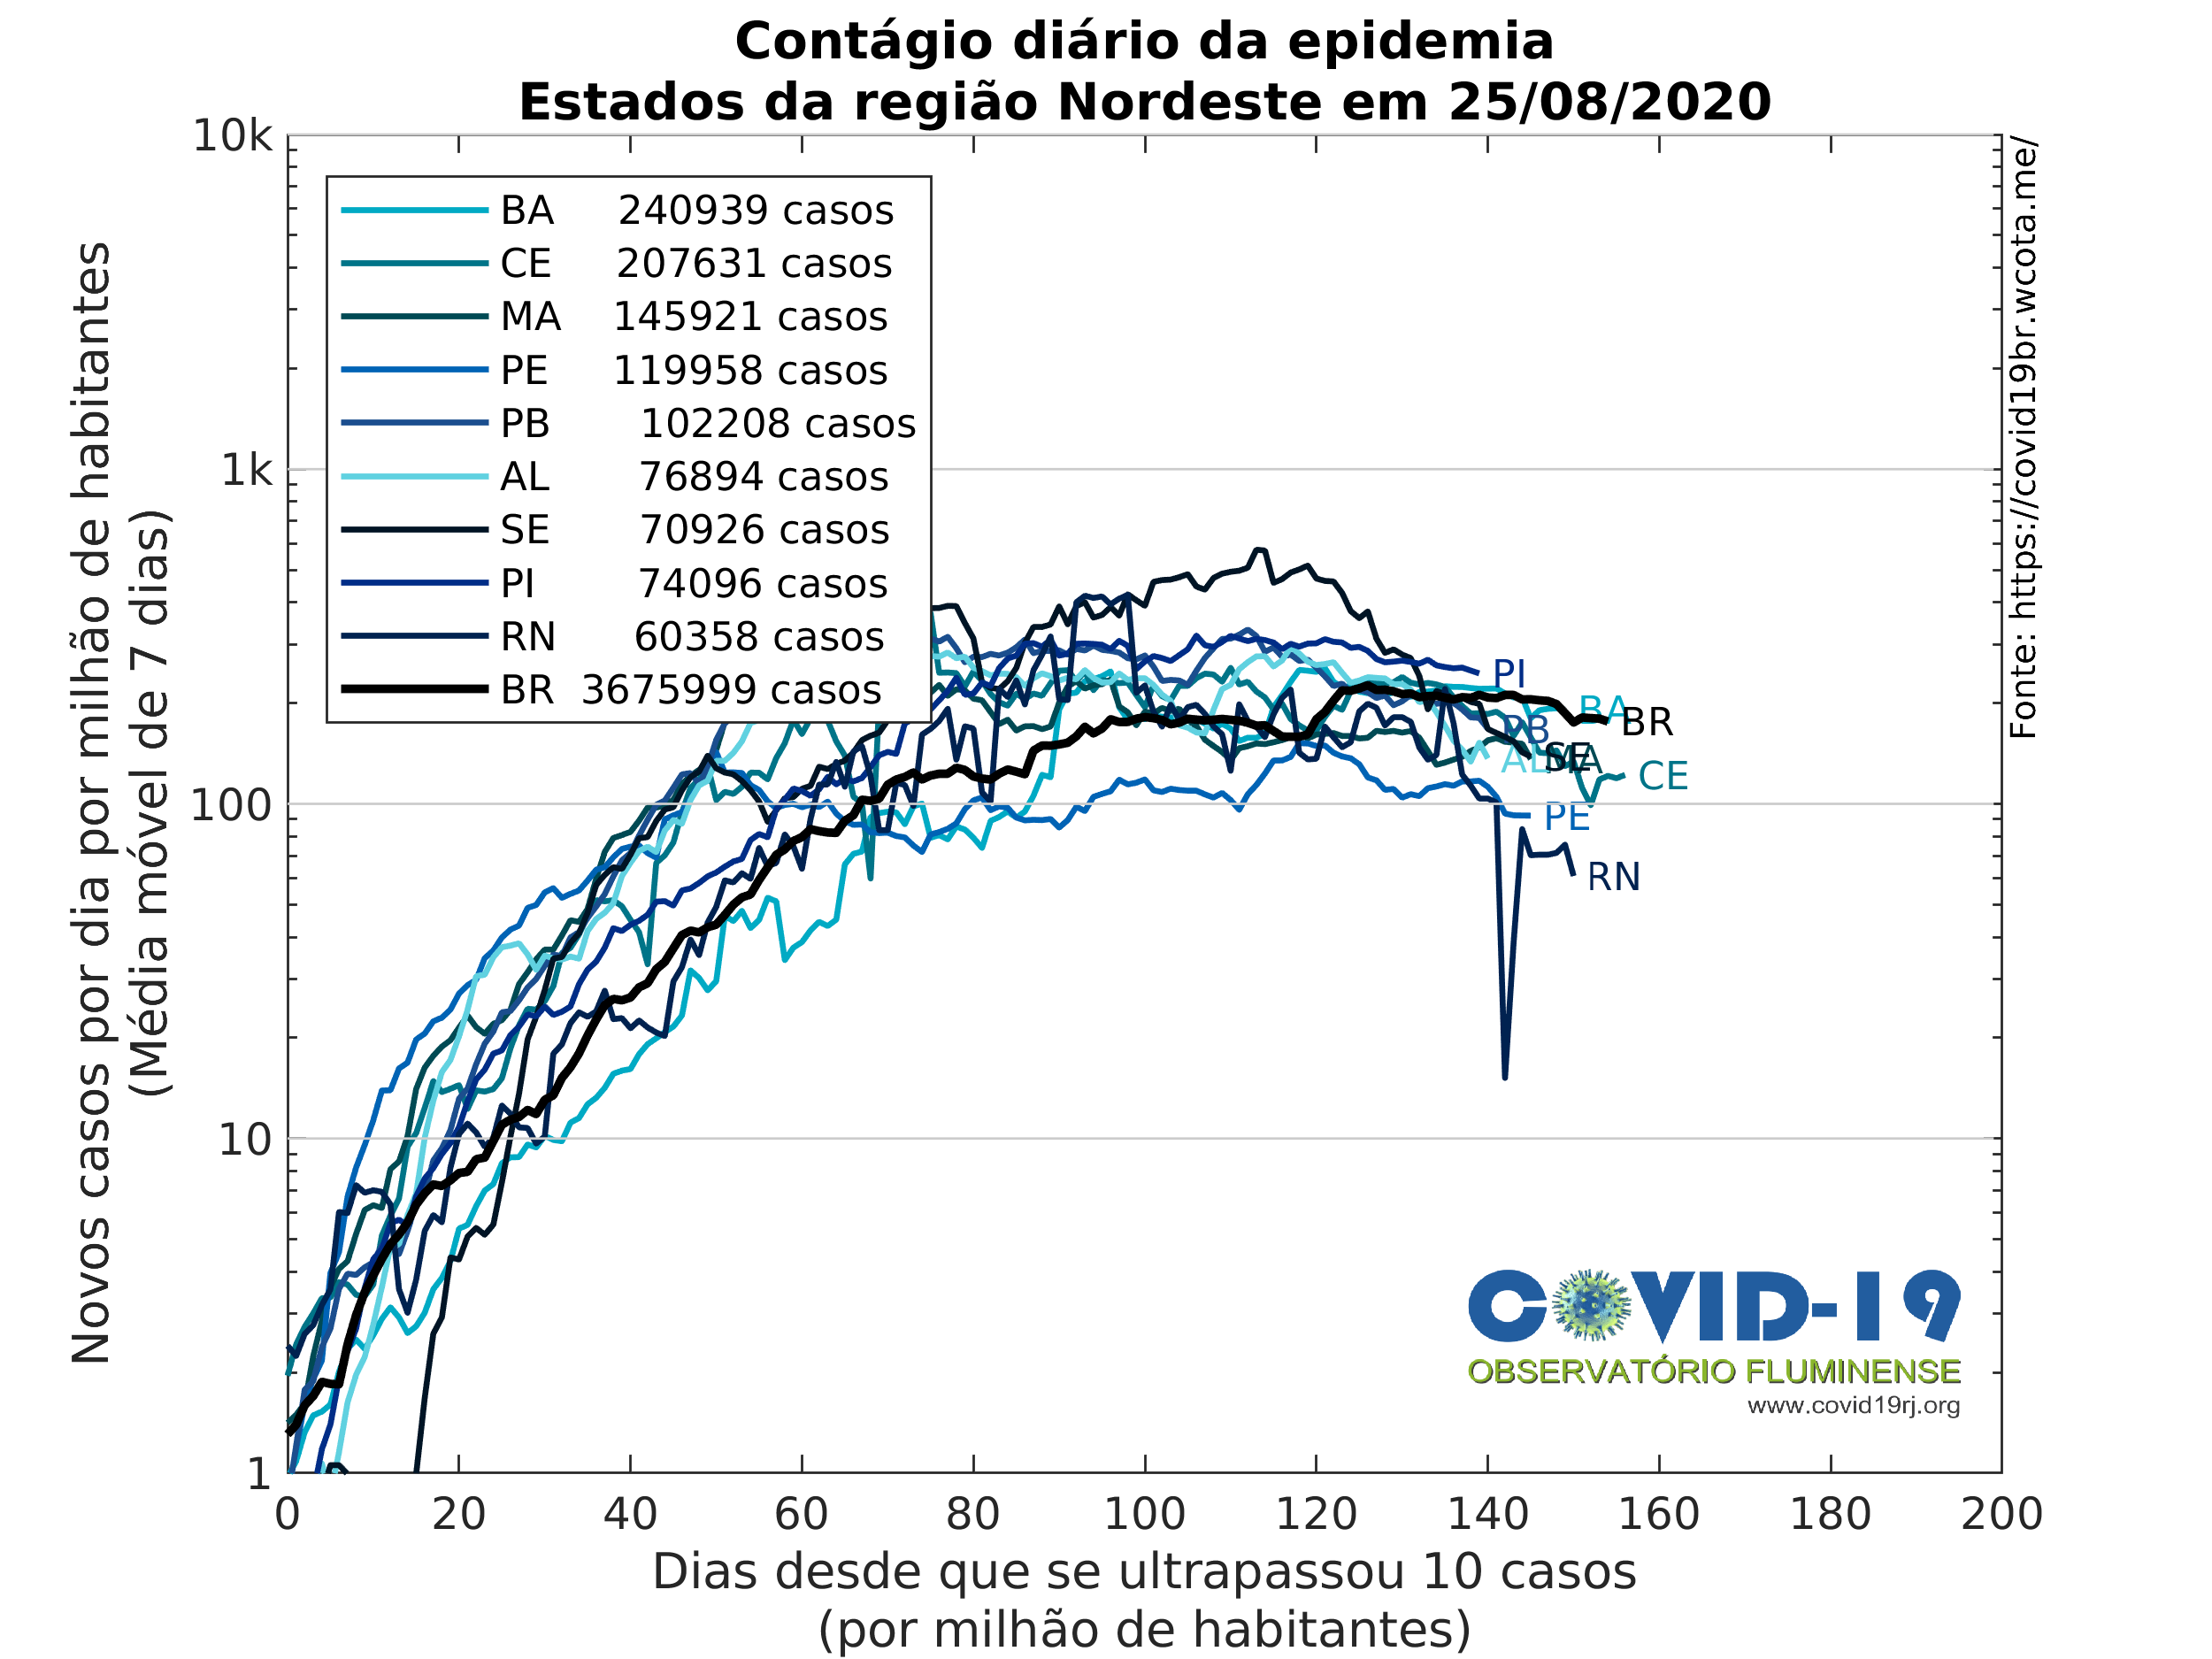 Contágio diário da epidemia
Estados da região Nordeste em 25/08/2020
Novos casos por dia por milhão de habitantes
(Média móvel de 7 dias)
10k
1k
100
10
1
BA 240939 casos
CE 207631 casos
MA 145921 casos
PE 119958 casos
PB 102208 casos
AL 76894 casos
SE 70926 casos
PI 74096 casos
RN 60358 casos
BR 3675999 casos
PI
BA
BR
PB
SE
MA
AL
CE
PE
RN
Fonte: https://covid19br.wcota.me/
COVID-19
OBSERVATÓRIO FLUMINENSE
www.covid19rj.org
0 20 40 60 80 100 120 140 160 180 200
Dias desde que se ultrapassou 10 casos
(por milhão de habitantes)